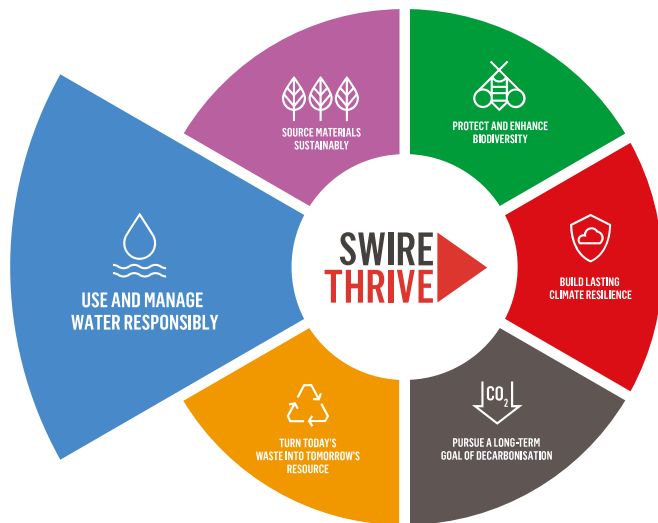 SOURCE MATERIALS
SUSTAINABLY
PROTECT AND ENHANCE
BIODIVERSITY
USE AND MANAGE
WATER RESPONSIBLY
SWIRE
THRIVE
BUILD LASTING
CLIMATE RESILIENCE
TURN TODAY'S
WASTE INTO TOMORROW'S
RESOURCE
CO₂
PURSUE A LONG-TERM
GOAL OF DECARBONISATION